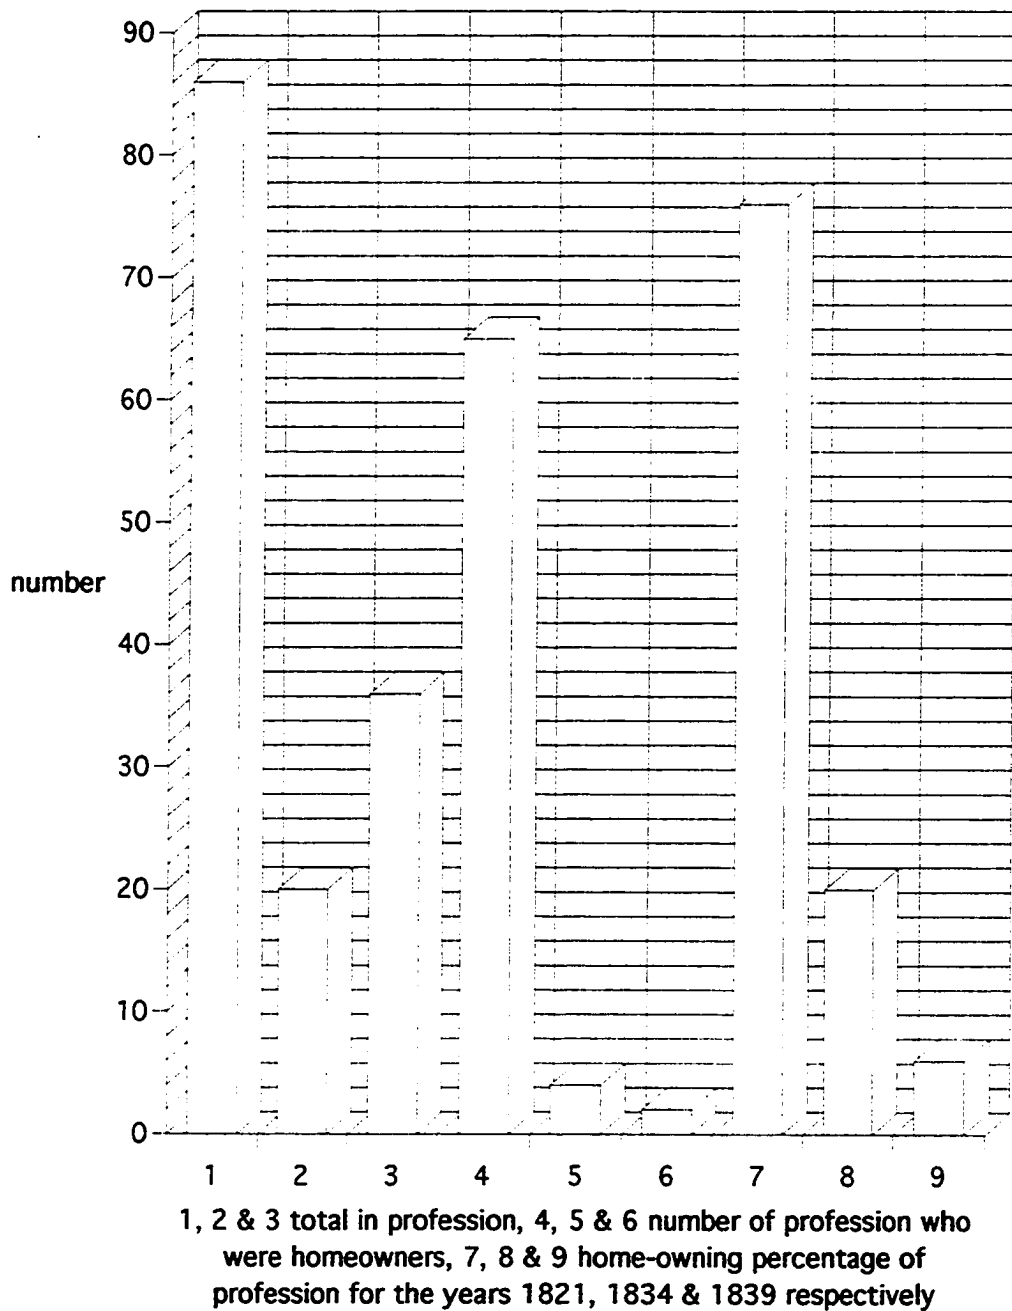 90
80
70
60
50
number
40
30
20
10
0
1 2 3 4 5 6 7 8 9
1, 2 & 3 total in profession, 4, 5 & 6 number of profession who
were homeowners, 7, 8 & 9 home-owning percentage of
profession for the years 1821, 1834 & 1839 respectively